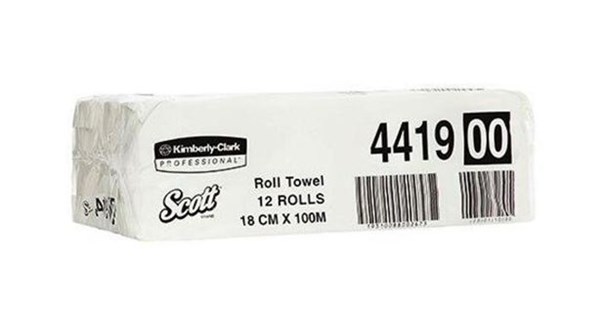 Kimberly-Clark
PROFESSIONAL
4419 00
Scott
Roll Towel
12 ROLLS
18 CM X 100M